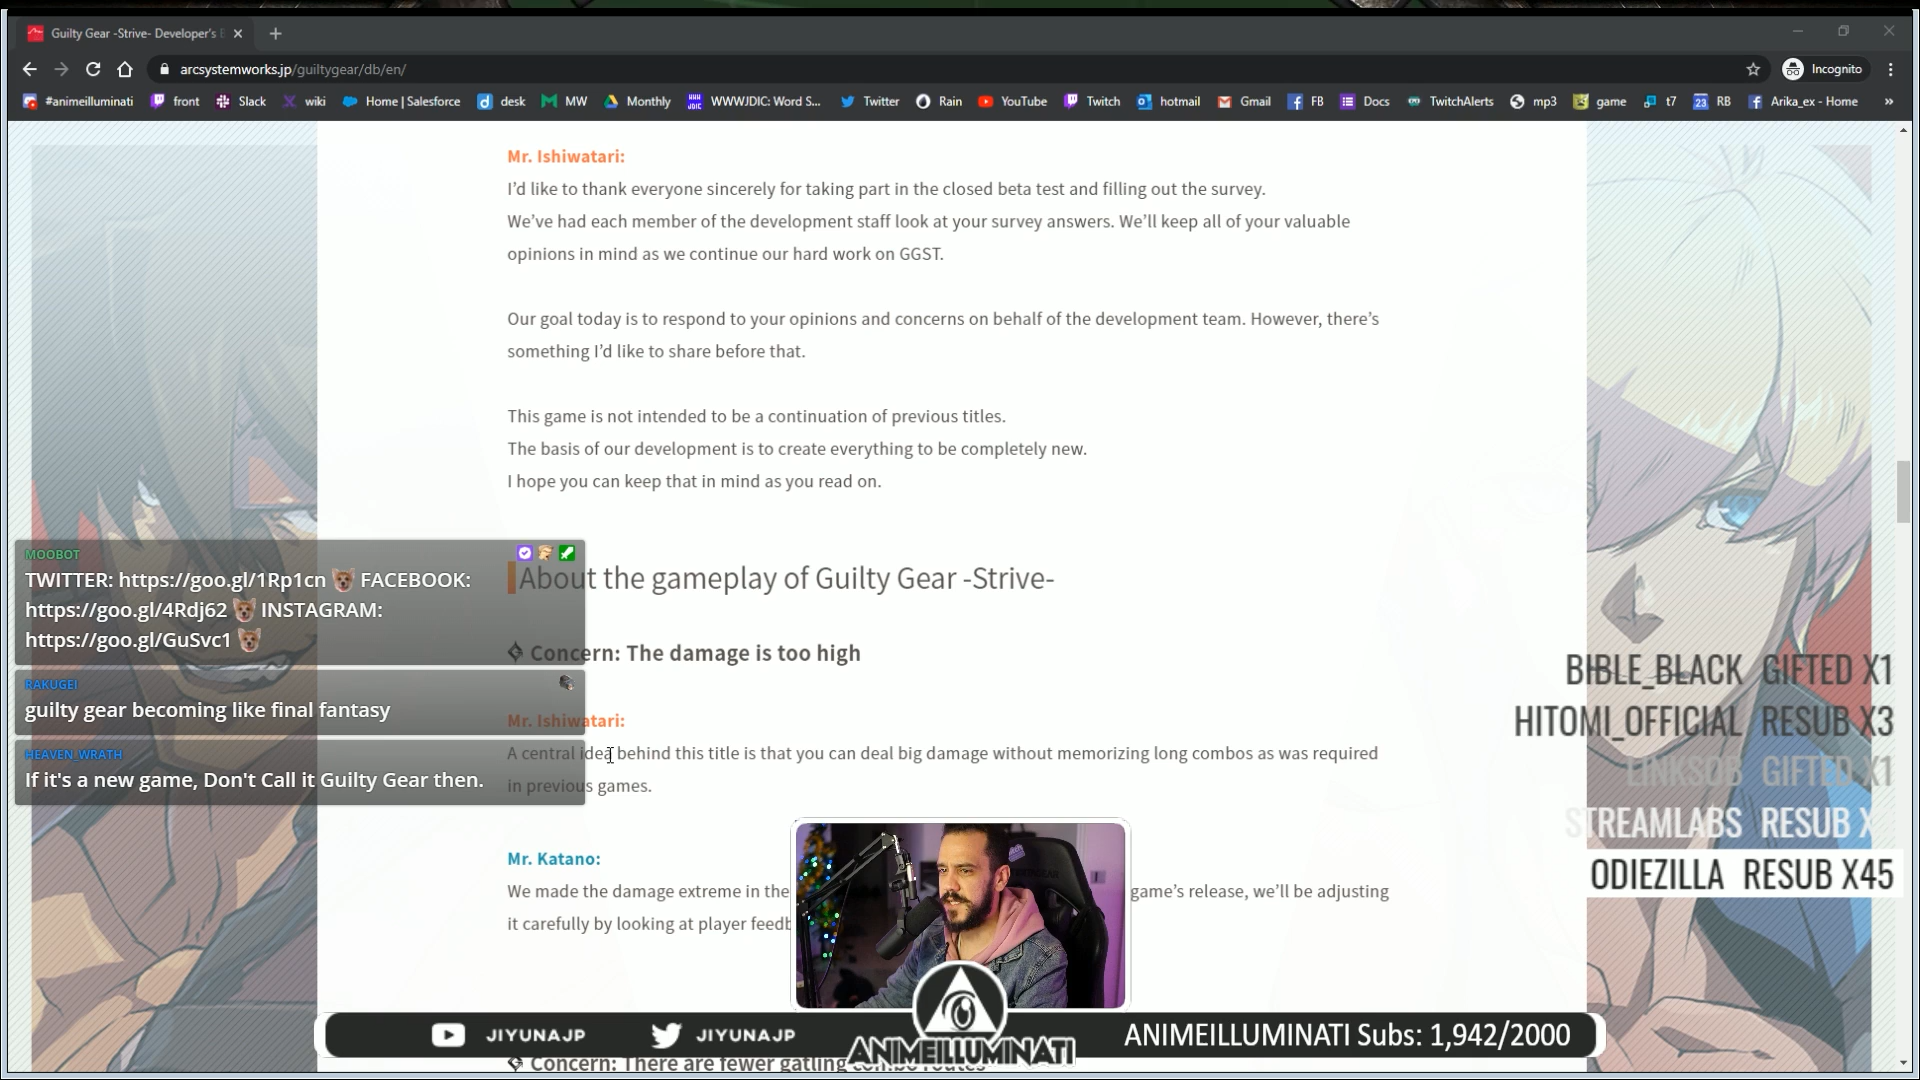 Guilty Gear -Strive- Developer's
arcsystemworks.jp/guiltygear/db/en/
Incognito
#animeilluminati front Slack wiki Home | Salesforce desk MW Monthly WWWJDIC: Word S... Twitter Rain YouTube Twitch hotmail Gmail FB Docs TwitchAlerts mp3 game t7 RB Arika_ex - Home »
Mr. Ishiwatari:
I'd like to thank everyone sincerely for taking part in the closed beta test and filling out the survey.
We've had each member of the development staff look at your survey answers. We'll keep all of your valuable
opinions in mind as we continue our hard work on GGST.
Our goal today is to respond to your opinions and concerns on behalf of the development team. However, there's
something I'd like to share before that.
This game is not intended to be a continuation of previous titles.
The basis of our development is to create everything to be completely new.
I hope you can keep that in mind as you read on.
About the gameplay of Guilty Gear -Strive-
Concern: The damage is too high
Mr. Ishiwatari:
A central idea behind this title is that you can deal big damage without memorizing long combos as was required
in previous games.
Mr. Katano:
We made the damage extreme in the game's release, we'll be adjusting
it carefully by looking at player feedb
Concern: There are fewer gatling combo routes
MOOBOT
TWITTER: https://goo.gl/1Rp1cn FACEBOOK:
https://goo.gl/4Rdj62 INSTAGRAM:
https://goo.gl/GuSvc1
RAKUGEI
guilty gear becoming like final fantasy
HEAVEN_WRATH
If it's a new game, Don't Call it Guilty Gear then.
BIBLE_BLACK GIFTED X1
HITOMI_OFFICIAL RESUB X3
LINKSOB GIFTED X1
STREAMLABS RESUB X
ODIEZILLA RESUB X45
JIYUNAJP JIYUNAJP ANIMEILLUMINATI ANIMEILLUMINATI Subs: 1,942/2000